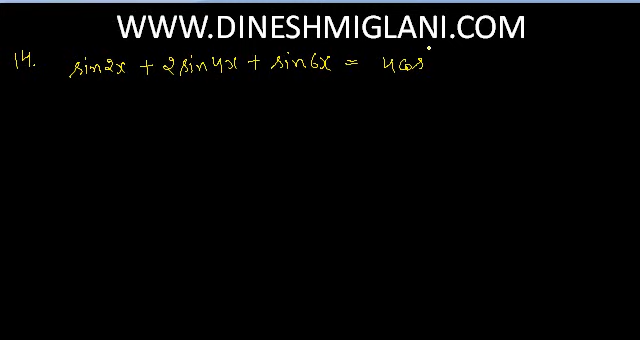 WWW.DINESHMIGLANI.COM
14. sin2x + 2sin4x + sin6x = 4cos